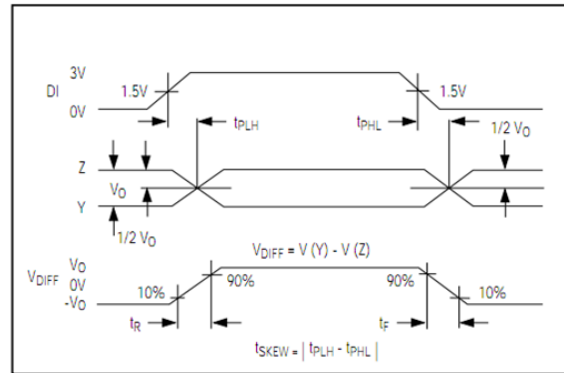 3V
DI
1.5V
1.5V
0V
tPLH
tPHL
1/2 VO
Z
VO
Y
1/2 VO
VDIFF = V (Y) - V (Z)
VO
VDIFF
0V
-VO
10%
90%
90%
10%
tR
tF
tSKEW = | tPLH - tPHL |